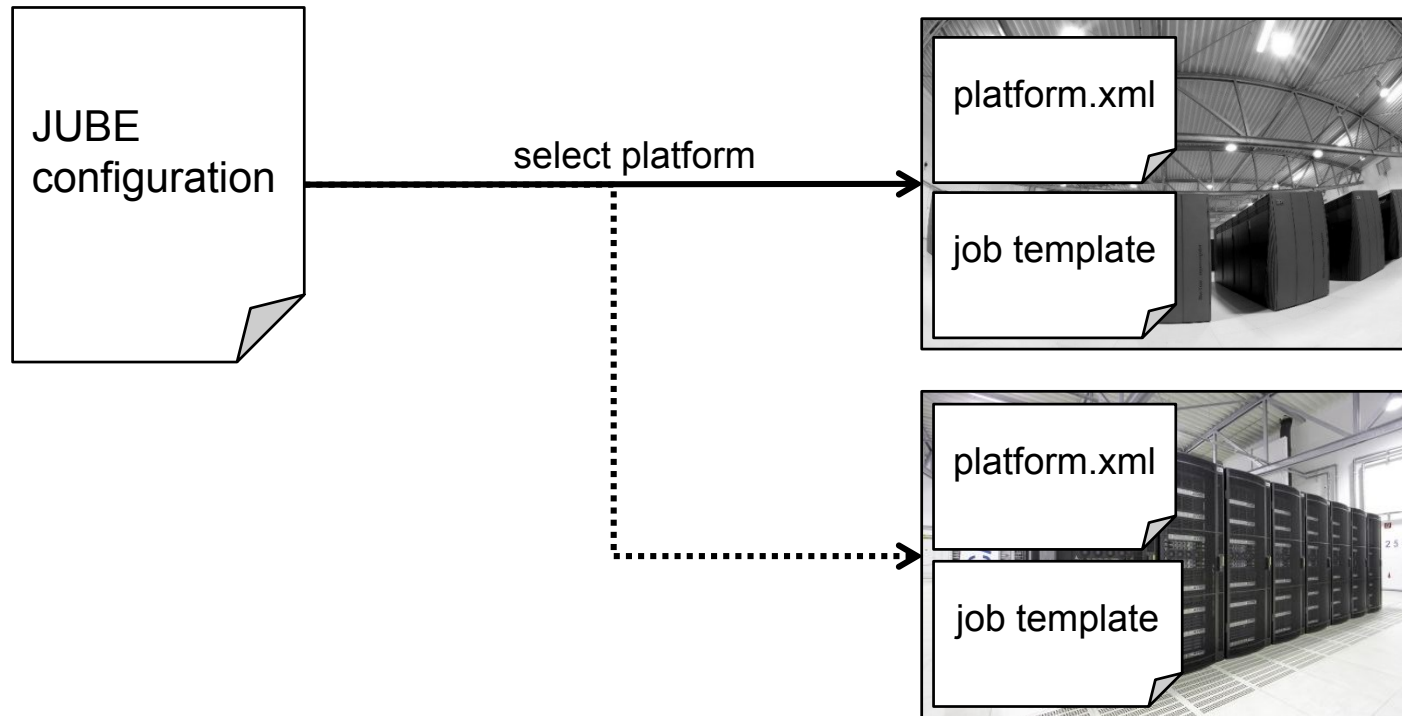 JUBE
configuration
select platform
platform.xml
job template
platform.xml
job template